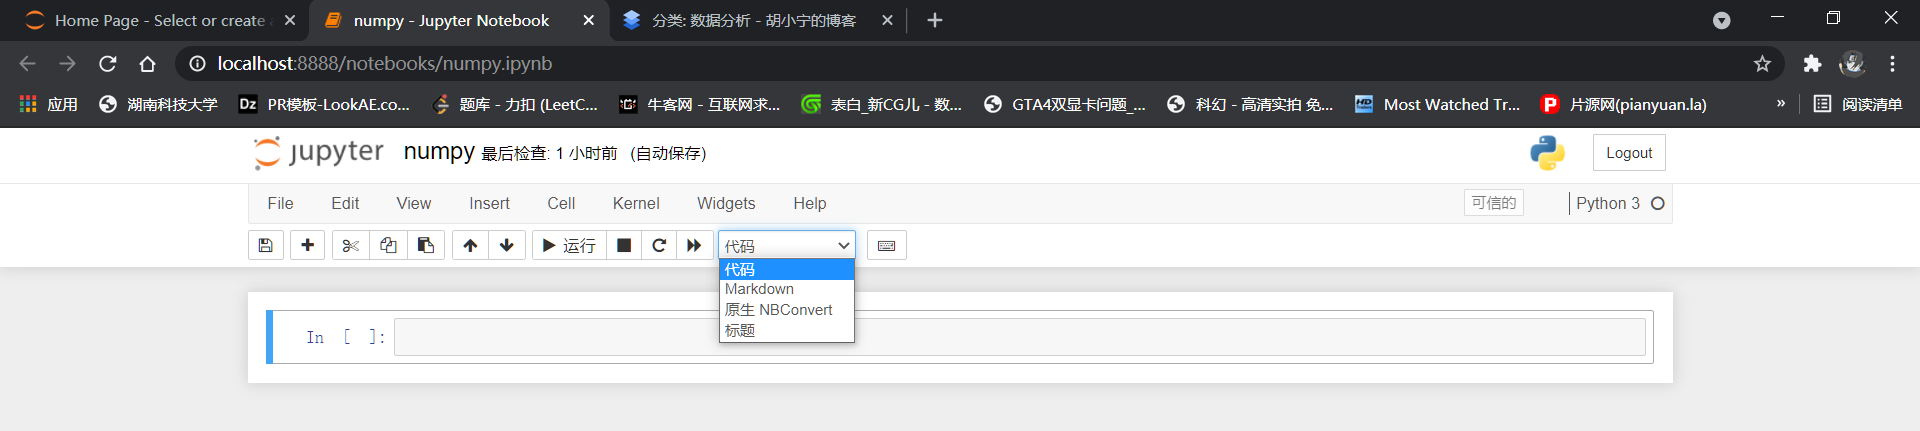 Home Page - Select or create a
numpy - Jupyter Notebook
分类: 数据分析 - 胡小宁的博客
localhost:8888/notebooks/numpy.ipynb
应用
湖南科技大学
Dz PR模板-LookAE.co...
题库 - 力扣 (LeetC...
牛客网 - 互联网求...
表白_新CG儿 - 数...
GTA4双显卡问题_...
科幻 - 高清实拍 免...
HD Most Watched Tr...
P 片源网(pianyuan.la)
»
阅读清单
jupyter numpy 最后检查: 1 小时前 (自动保存)
Logout
File Edit View Insert Cell Kernel Widgets Help
可信的
Python 3
运行
代码
代码
Markdown
原生 NBConvert
标题
In [ ]: